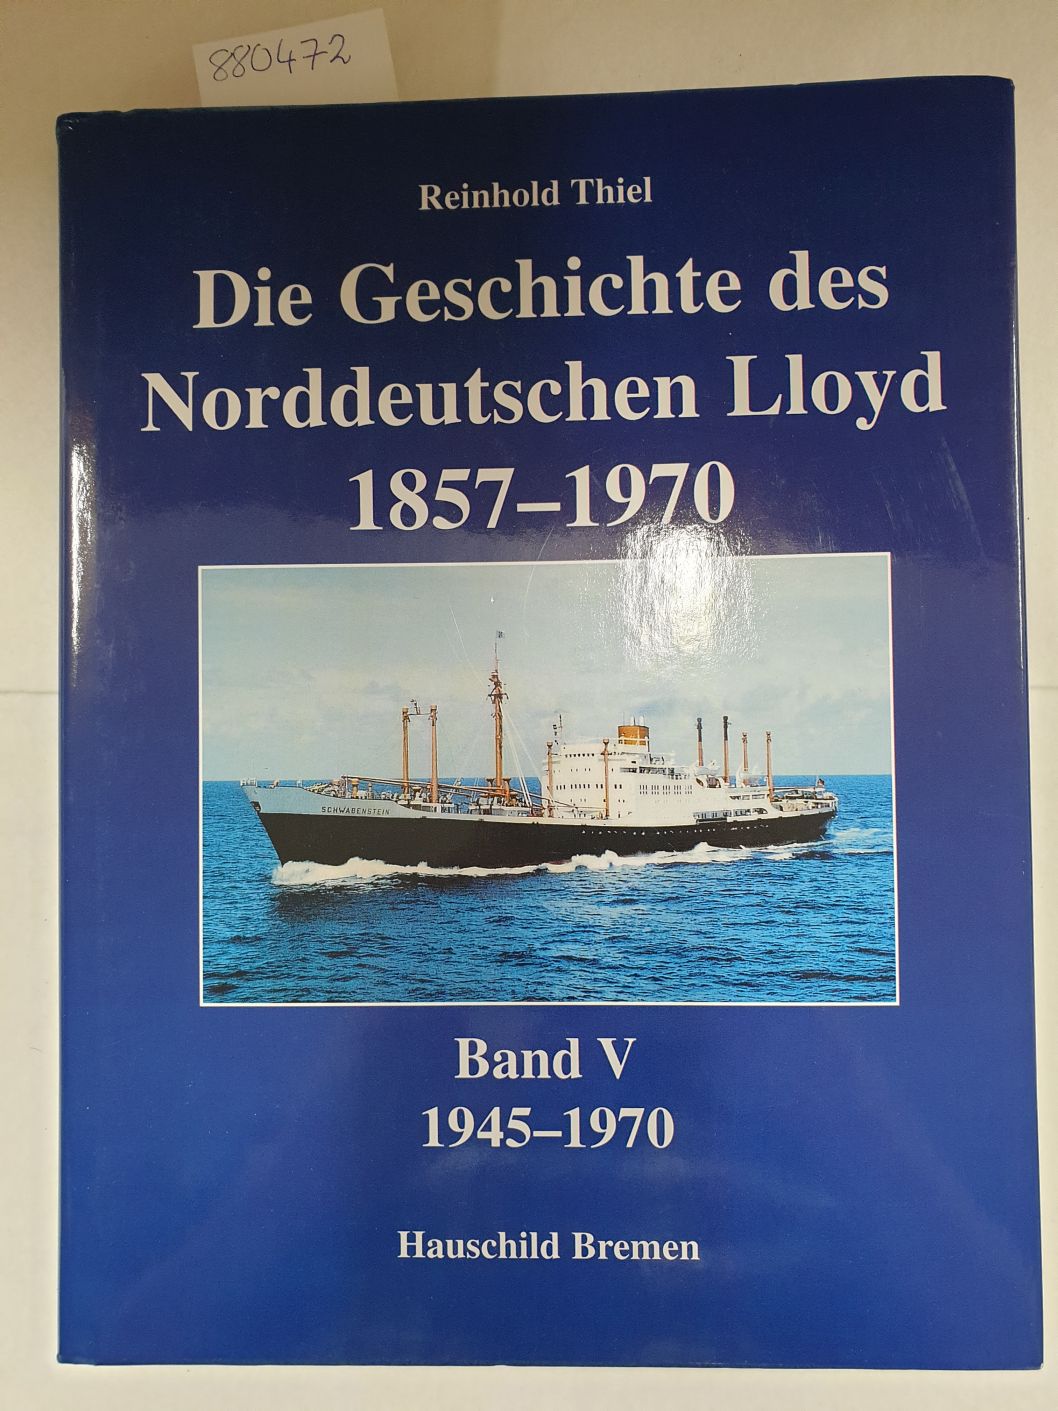 880472
Reinhold Thiel
Die Geschichte des
Norddeutschen Lloyd
1857–1970
SCHWABENSTEIN
Band V
1945–1970
Hauschild Bremen